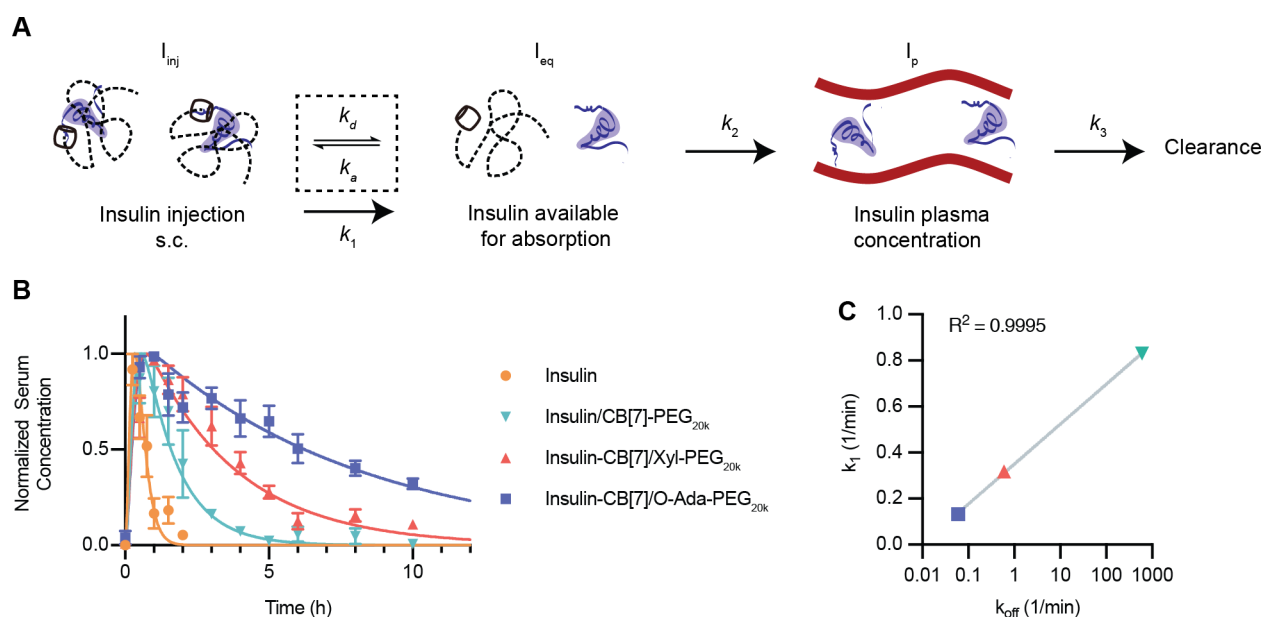 A
I_inj
I_eq
I_p
k_d
k_a
k_1
k_2
k_3
Clearance
Insulin injection
s.c.
Insulin available
for absorption
Insulin plasma
concentration
B
Normalized Serum
Concentration
1.0
0.5
0.0
0
5
10
Time (h)
Insulin
Insulin/CB[7]-PEG_20k
Insulin-CB[7]/Xyl-PEG_20k
Insulin-CB[7]/O-Ada-PEG_20k
C
R² = 0.9995
k_1 (1/min)
1.0
0.8
0.6
0.4
0.2
0.0
0.01
0.1
1
10
100
1000
k_off (1/min)